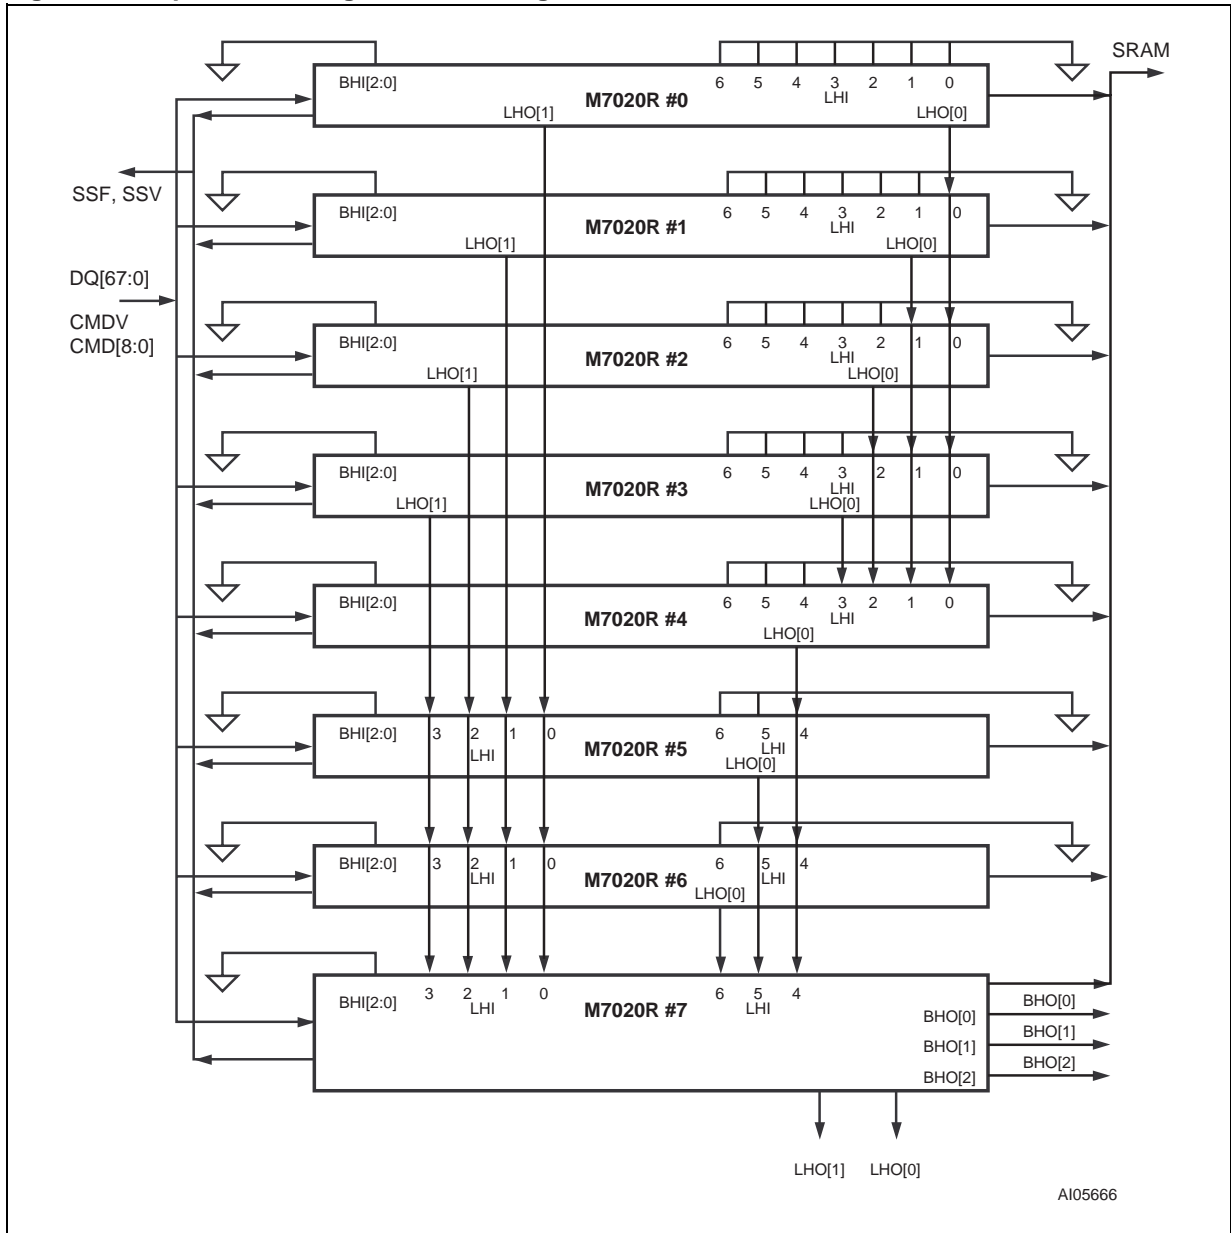 SRAM
BHI[2:0] 6 5 4 3 2 1 0
M7020R #0 LHI
LHO[1] LHO[0]
SSF, SSV
BHI[2:0] 6 5 4 3 2 1 0
M7020R #1 LHI
LHO[1] LHO[0]
DQ[67:0]
CMDV
CMD[8:0]
BHI[2:0] 6 5 4 3 2 1 0
M7020R #2 LHI
LHO[1] LHO[0]
BHI[2:0] 6 5 4 3 2 1 0
M7020R #3 LHI
LHO[1] LHO[0]
BHI[2:0] 6 5 4 3 2 1 0
M7020R #4 LHI
LHO[0]
BHI[2:0] 3 2 1 0 6 5 4
LHI M7020R #5 LHI
LHO[0]
BHI[2:0] 3 2 1 0 6 5 4
LHI M7020R #6 LHI
LHO[0]
BHI[2:0] 3 2 1 0 6 5 4
LHI M7020R #7 LHI
BHO[0] BHO[0]
BHO[1] BHO[1]
BHO[2] BHO[2]
LHO[1] LHO[0]
AI05666